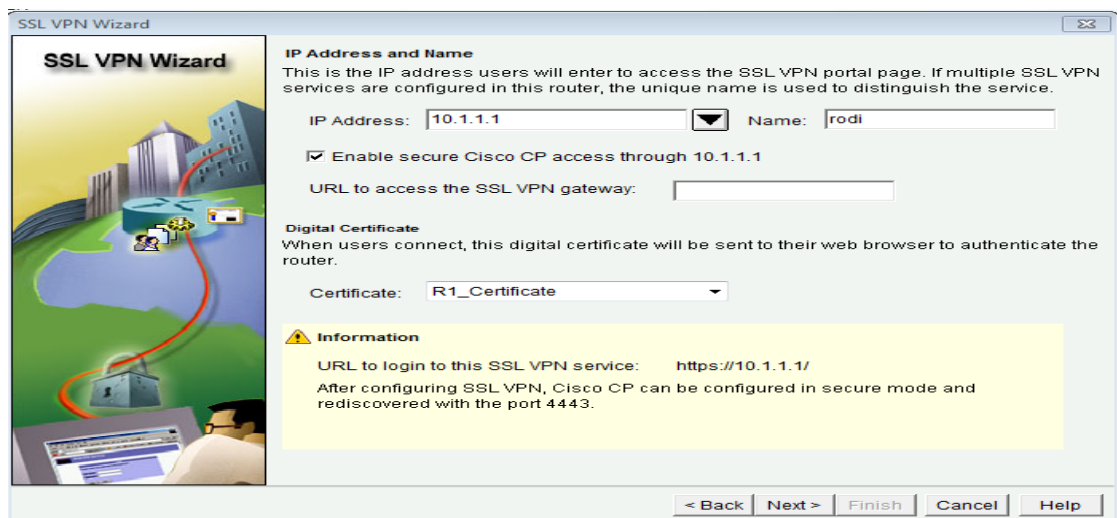 SSL VPN Wizard
SSL VPN Wizard
IP Address and Name
This is the IP address users will enter to access the SSL VPN portal page. If multiple SSL VPN
services are configured in this router, the unique name is used to distinguish the service.
IP Address: 10.1.1.1 Name: rodi
Enable secure Cisco CP access through 10.1.1.1
URL to access the SSL VPN gateway:
Digital Certificate
When users connect, this digital certificate will be sent to their web browser to authenticate the
router.
Certificate: R1_Certificate
Information
URL to login to this SSL VPN service: https://10.1.1.1/
After configuring SSL VPN, Cisco CP can be configured in secure mode and
rediscovered with the port 4443.
< Back Next > Finish Cancel Help